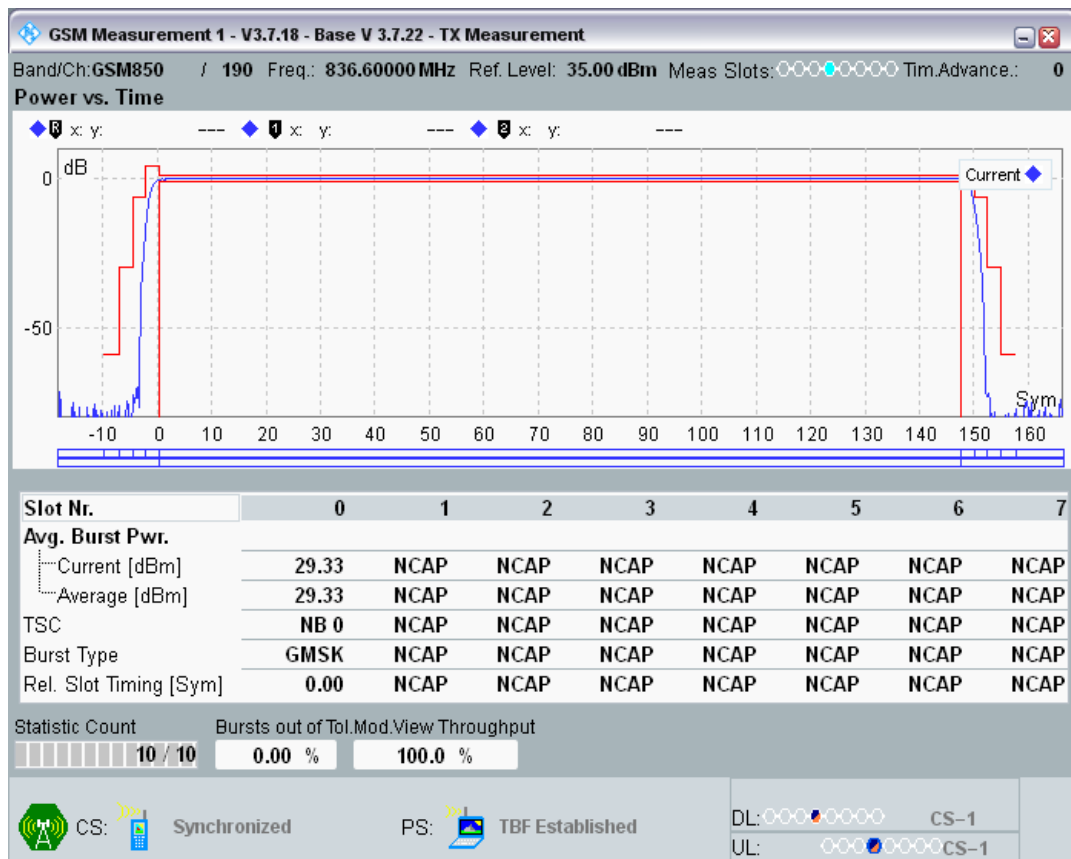 GSM Measurement 1 - V3.7.18 - Base V 3.7.22 - TX Measurement
Band/Ch:GSM850 / 190 Freq.: 836.60000 MHz Ref. Level: 35.00 dBm Meas Slots: Tim.Advance.: 0
Power vs. Time
R x: y: --- 1 x: y: --- 2 x: y: ---
dB
Current
0
-50
Sym
-10 0 10 20 30 40 50 60 70 80 90 100 110 120 130 140 150 160
Slot Nr. 0 1 2 3 4 5 6 7
Avg. Burst Pwr.
Current [dBm] 29.33 NCAP NCAP NCAP NCAP NCAP NCAP NCAP
Average [dBm] 29.33 NCAP NCAP NCAP NCAP NCAP NCAP NCAP
TSC NB 0 NCAP NCAP NCAP NCAP NCAP NCAP NCAP
Burst Type GMSK NCAP NCAP NCAP NCAP NCAP NCAP NCAP
Rel. Slot Timing [Sym] 0.00 NCAP NCAP NCAP NCAP NCAP NCAP NCAP
Statistic Count Bursts out of Tol.Mod.View Throughput
10 / 10 0.00 % 100.0 %
CS: Synchronized PS: TBF Established
DL: CS-1
UL: CS-1